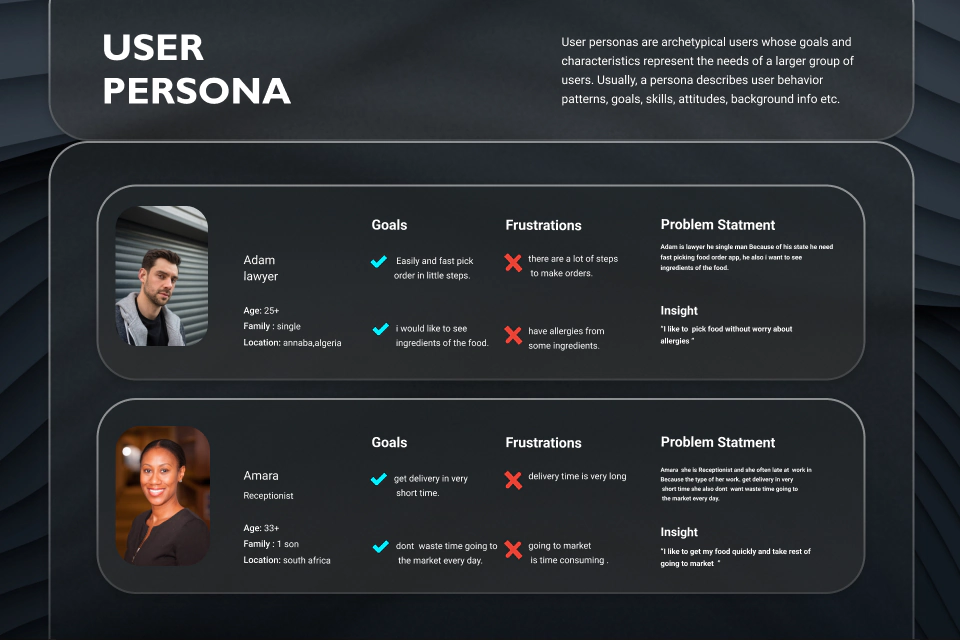 USER
PERSONA
User personas are archetypical users whose goals and
characteristics represent the needs of a larger group of
users. Usually, a persona describes user behavior
patterns, goals, skills, attitudes, background info etc.
Adam
lawyer
Age: 25+
Family : single
Location: annaba,algeria
Goals
Easily and fast pick
order in little steps.
i would like to see
ingredients of the food.
Frustrations
there are a lot of steps
to make orders.
have allergies from
some ingredients.
Problem Statment
Adam is lawyer he single man Because of his state he need
fast picking food order app, he also i want to see
ingredients of the food.
Insight
"I like to pick food without worry about
allergies "
Amara
Receptionist
Age: 33+
Family : 1 son
Location: south africa
Goals
get delivery in very
short time.
dont waste time going to
the market every day.
Frustrations
delivery time is very long
going to market
is time consuming .
Problem Statment
Amara she is Receptionist and she often late at work in
Because the type of her work. get delivery in very
short time she also dont want waste time going to
the market every day.
Insight
"I like to get my food quickly and take rest of
going to market "